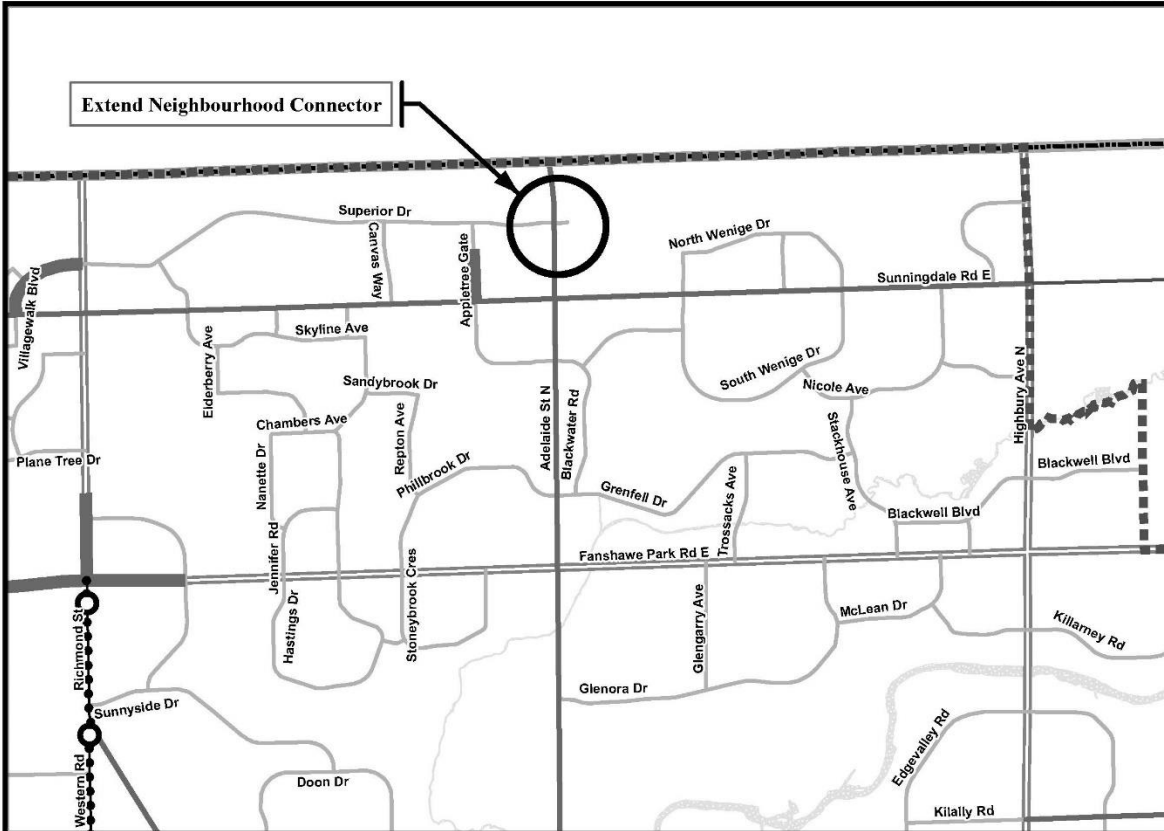 Extend Neighbourhood Connector
Superior Dr
Canvas Way
Appletree Gate
North Wenige Dr
Sunningdale Rd E
Villagewalk Blvd
Skyline Ave
Elderberry Ave
Sandybrook Dr
South Wenige Dr
Nicole Ave
Highbury Ave N
Adelaide St N
Blackwater Rd
Chambers Ave
Repton Ave
Plane Tree Dr
Nanette Dr
Phillbrook Dr
Grenfell Dr
Trossacks Ave
Stackhouse Ave
Blackwell Blvd
Blackwell Blvd
Fanshawe Park Rd E
Jennifer Rd
Stoneybrook Cres
Hastings Dr
Richmond St
Glengarry Ave
McLean Dr
Killarney Rd
Glenora Dr
Sunnyside Dr
Edgevalley Rd
Western Rd
Doon Dr
Kilally Rd